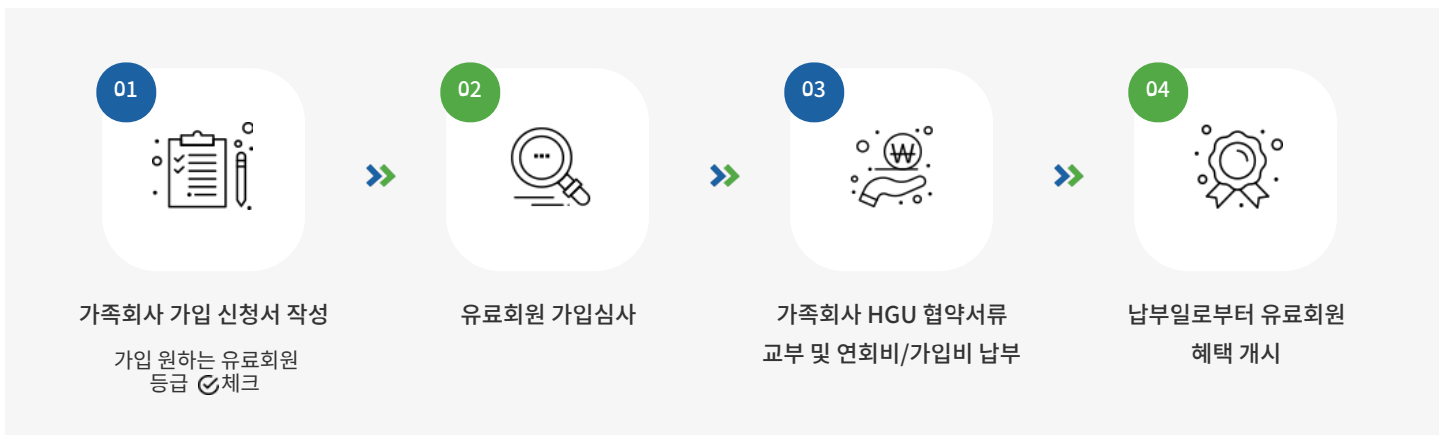 01
가족회사 가입 신청서 작성
가입 원하는 유료회원
등급 체크
02
유료회원 가입심사
03
가족회사 HGU 협약서류
교부 및 연회비/가입비 납부
04
납부일로부터 유료회원
혜택 개시